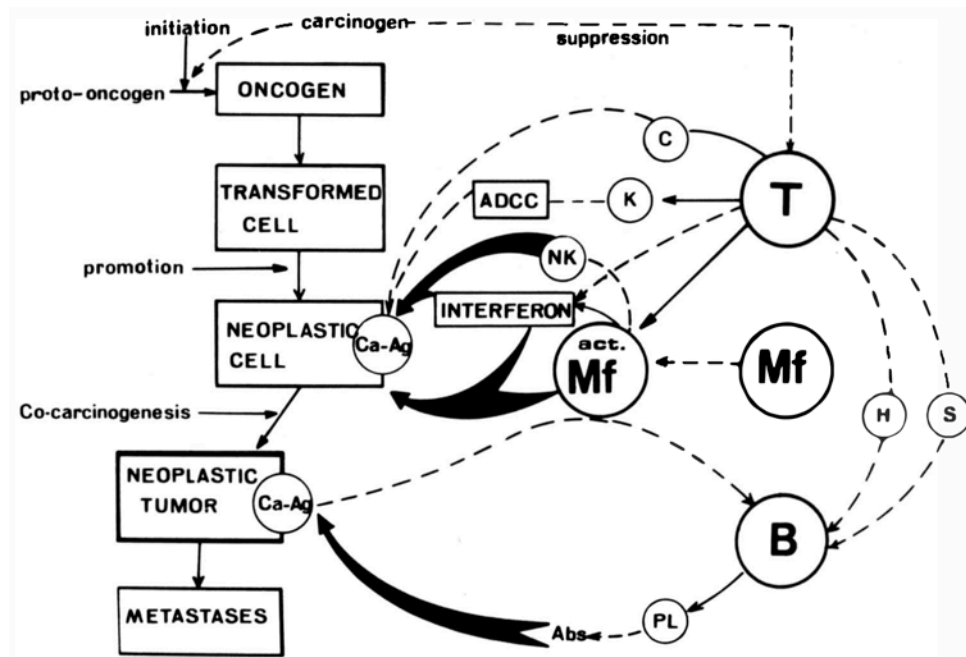 initiation
carcinogen
suppression
proto-oncogen
ONCOGEN
C
T
TRANSFORMED
CELL
ADCC
K
promotion
NK
INTERFERON
NEOPLASTIC
CELL
Ca-Ag
act.
Mf
Mf
Co-carcinogenesis
H
S
NEOPLASTIC
TUMOR
Ca-Ag
B
METASTASES
Abs
PL